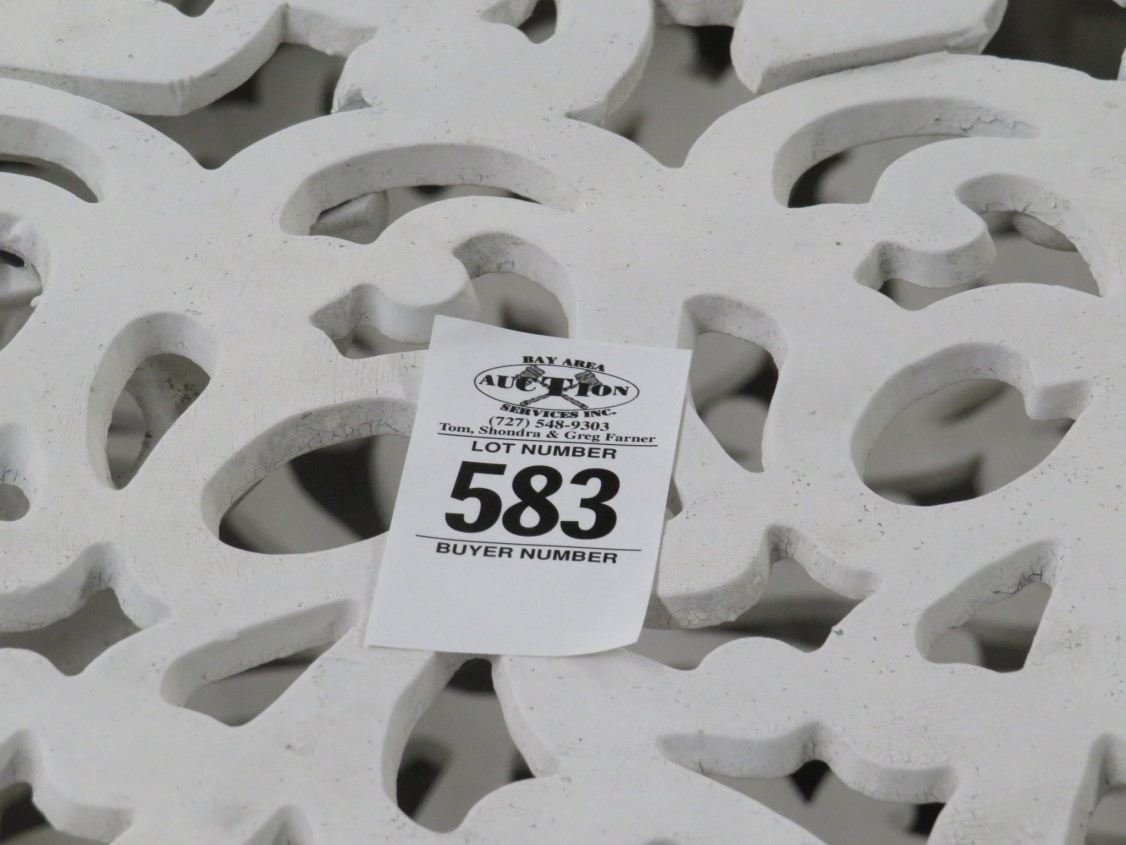 BAY AREA
AUCTION
SERVICES INC.
(727) 548-9303
Tom, Shondra & Greg Farner
LOT NUMBER
583
BUYER NUMBER